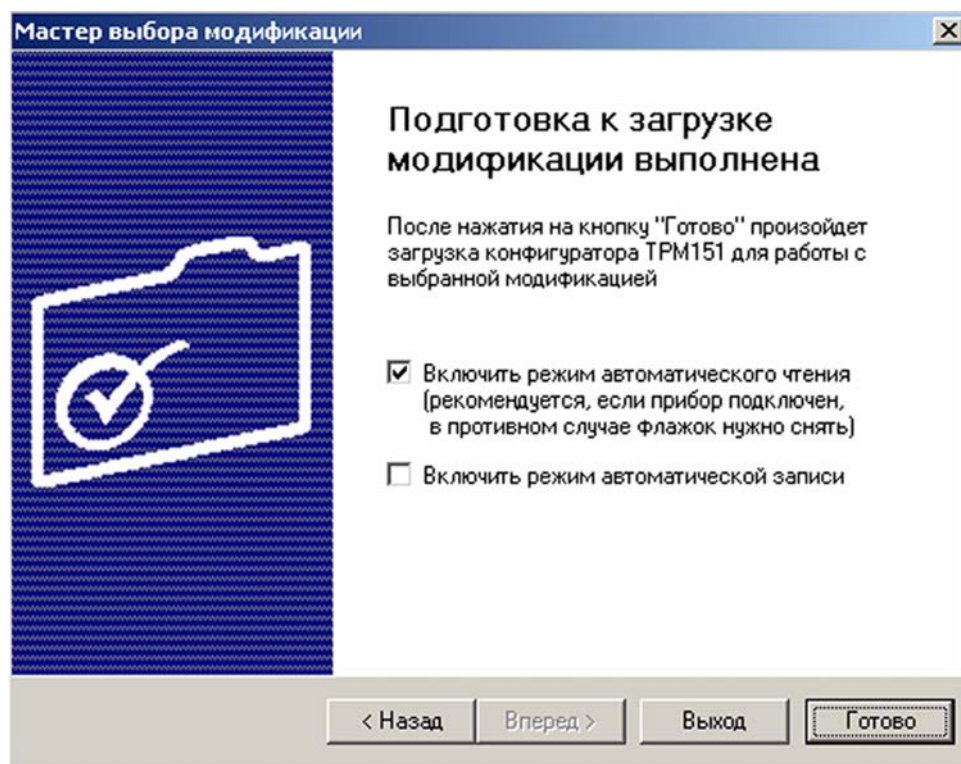 Мастер выбора модификации
Подготовка к загрузке
модификации выполнена
После нажатия на кнопку "Готово" произойдет
загрузка конфигуратора ТРМ151 для работы с
выбранной модификацией
Включить режим автоматического чтения
(рекомендуется, если прибор подключен,
в противном случае флажок нужно снять)
Включить режим автоматической записи
< Назад
Вперед >
Выход
Готово